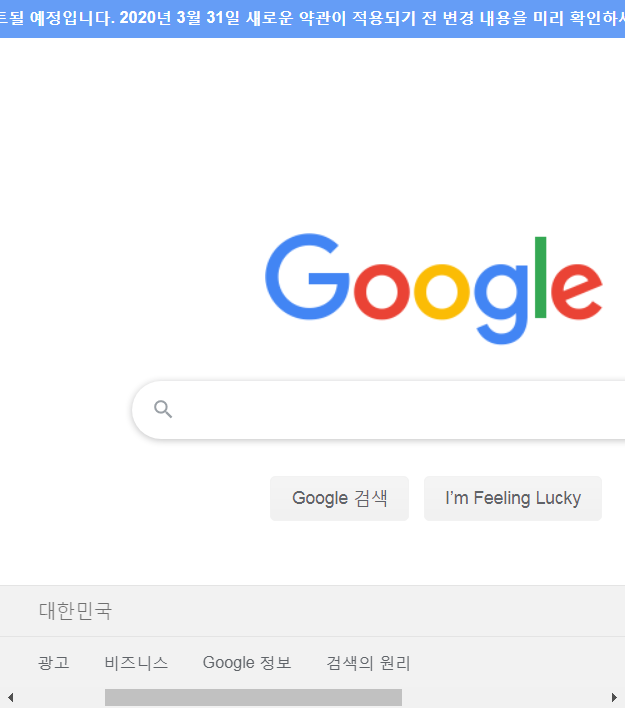 트될 예정입니다. 2020년 3월 31일 새로운 약관이 적용되기 전 변경 내용을 미리 확인하시
Google
Google 검색 I'm Feeling Lucky
대한민국
광고 비즈니스 Google 정보 검색의 원리